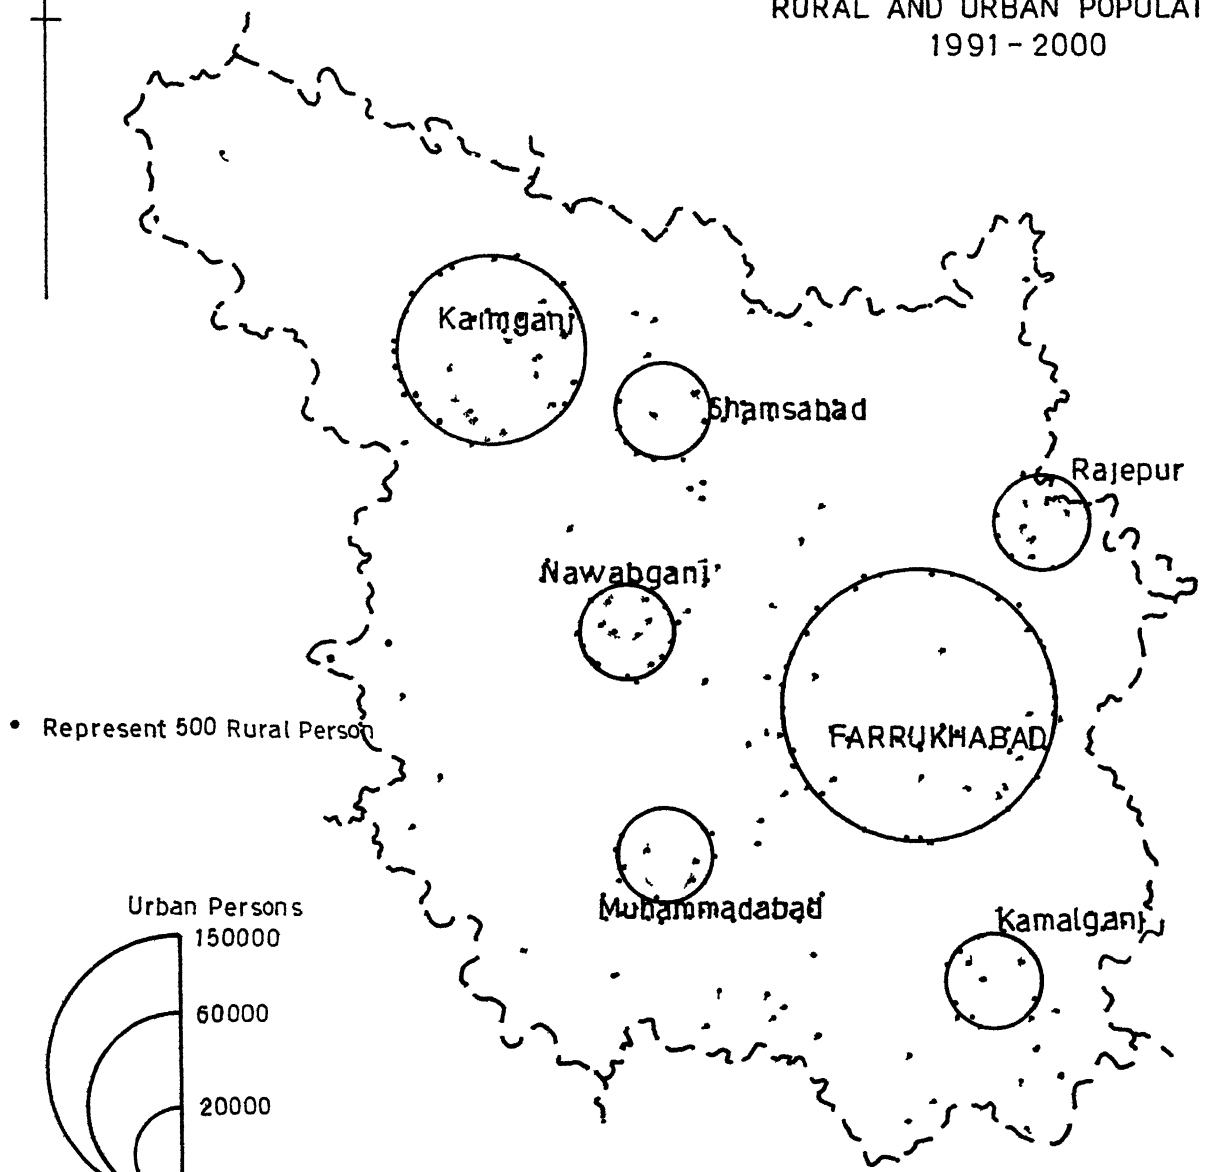 RURAL AND URBAN POPULAT
1991-2000
Kaimganj
Shamsabad
Rajepur
Nawabganj
FARRUKHABAD
• Represent 500 Rural Person
Muhammadabad
Kamalganj
Urban Persons
150000
60000
20000